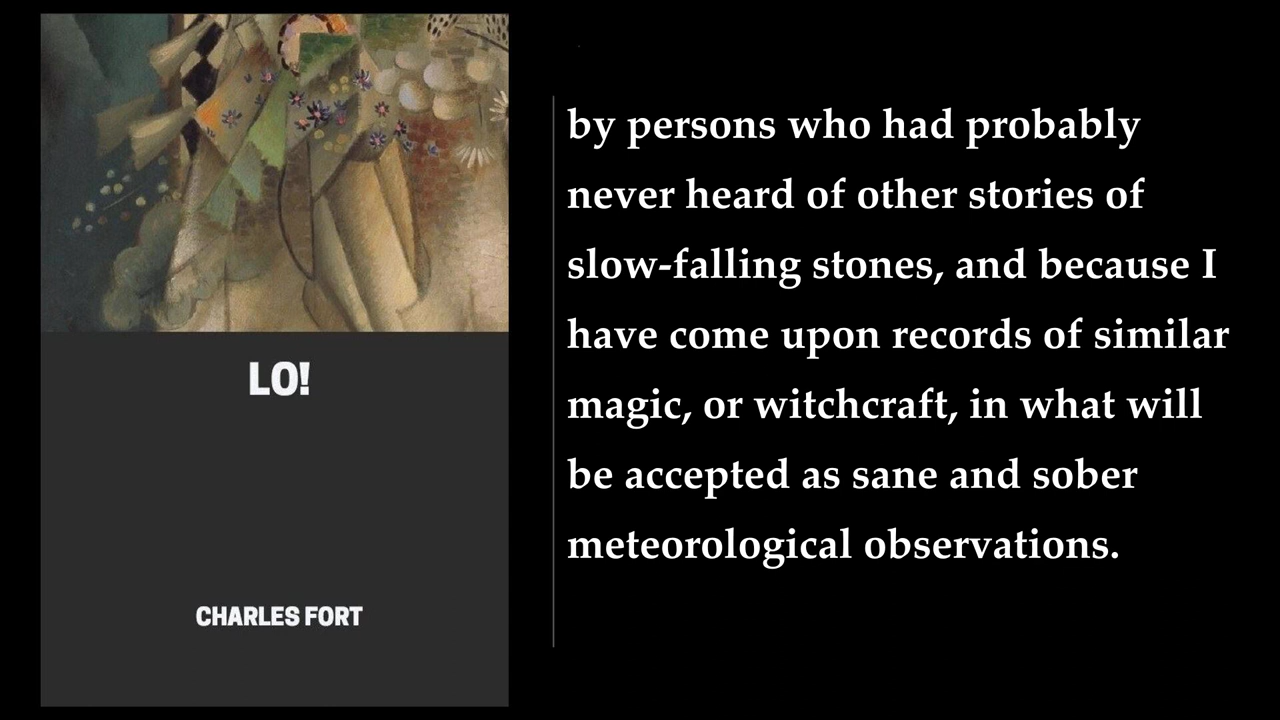 LO!
CHARLES FORT
by persons who had probably
never heard of other stories of
slow-falling stones, and because I
have come upon records of similar
magic, or witchcraft, in what will
be accepted as sane and sober
meteorological observations.